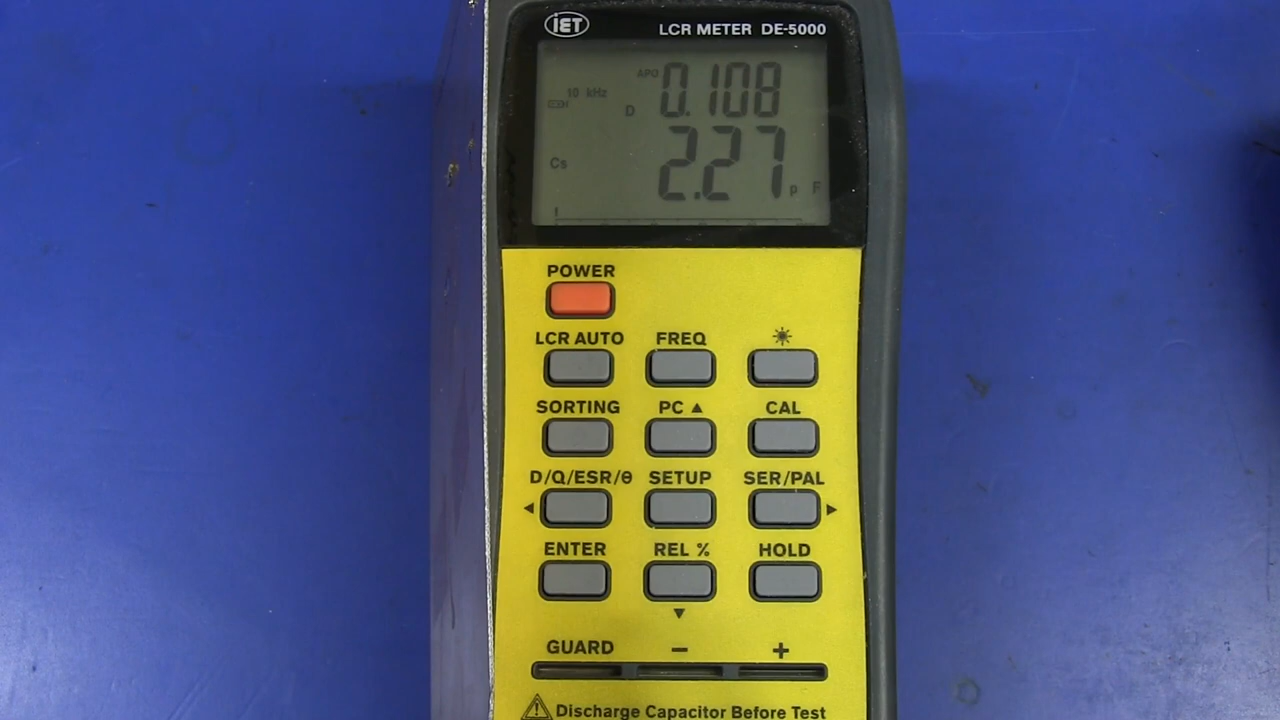 iET LCR METER DE-5000
APO 0.108
10 kHz
D
Cs 2.27 p F
POWER
LCR AUTO FREQ
SORTING PC ▲ CAL
D/Q/ESR/θ SETUP SER/PAL
◄ ►
ENTER REL % HOLD
▼
GUARD − +
Discharge Capacitor Before Test